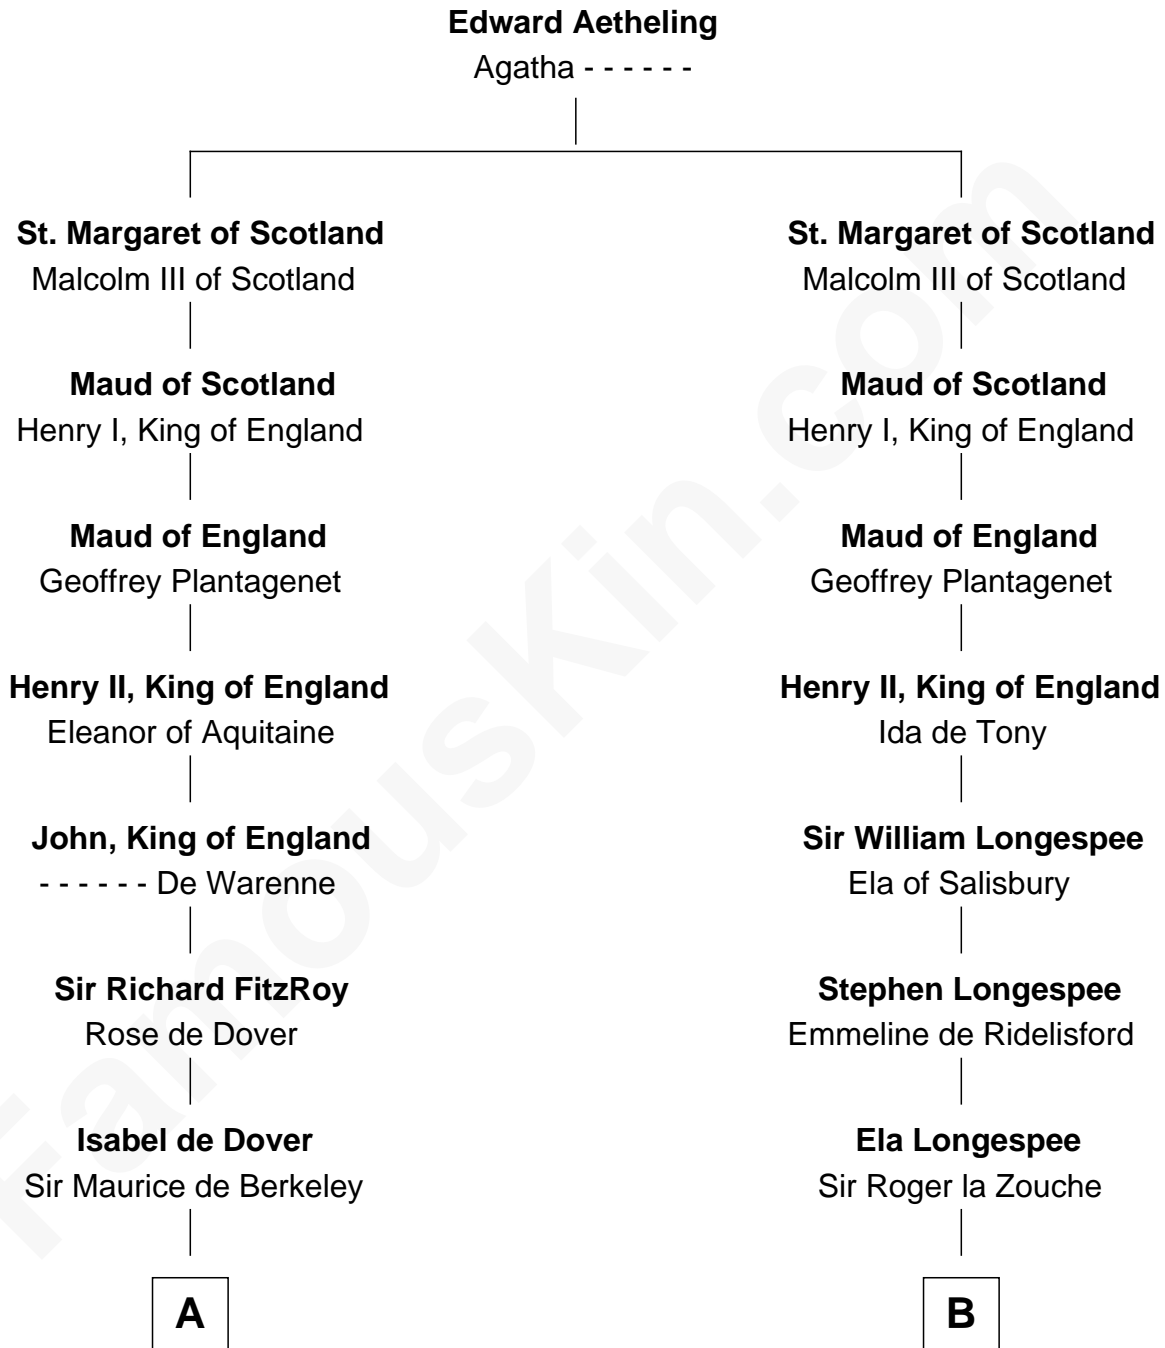 Edward Aetheling
Agatha - - - - - -
St. Margaret of Scotland
Malcolm III of Scotland
St. Margaret of Scotland
Malcolm III of Scotland
Maud of Scotland
Henry I, King of England
Maud of Scotland
Henry I, King of England
Maud of England
Geoffrey Plantagenet
Maud of England
Geoffrey Plantagenet
Henry II, King of England
Eleanor of Aquitaine
Henry II, King of England
Ida de Tony
John, King of England
- - - - - - De Warenne
Sir William Longespee
Ela of Salisbury
Sir Richard FitzRoy
Rose de Dover
Stephen Longespee
Emmeline de Ridelisford
Isabel de Dover
Sir Maurice de Berkeley
Ela Longespee
Sir Roger la Zouche
A
B
FamousKin.com